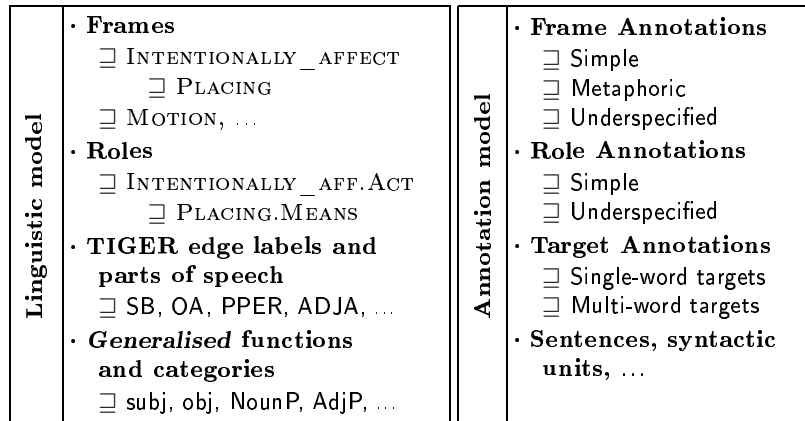 Linguistic model
· Frames
⊒ INTENTIONALLY_AFFECT
⊒ PLACING
⊒ MOTION, ...
· Roles
⊒ INTENTIONALLY_AFF.ACT
⊒ PLACING.MEANS
· TIGER edge labels and
parts of speech
⊒ SB, OA, PPER, ADJA, ...
· Generalised functions
and categories
⊒ subj, obj, NounP, AdjP, ...
Annotation model
· Frame Annotations
⊒ Simple
⊒ Metaphoric
⊒ Underspecified
· Role Annotations
⊒ Simple
⊒ Underspecified
· Target Annotations
⊒ Single-word targets
⊒ Multi-word targets
· Sentences, syntactic
units, ...